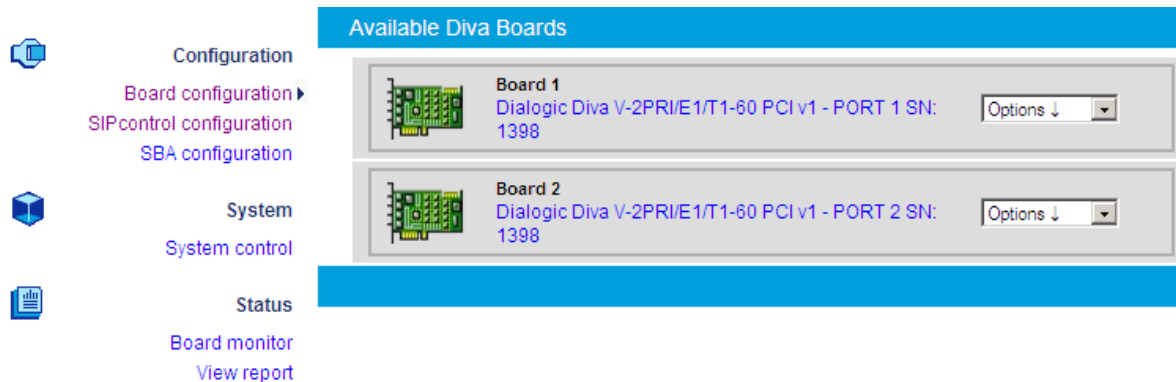 Configuration
Board configuration
SIPcontrol configuration
SBA configuration
System
System control
Status
Board monitor
View report
Available Diva Boards
Board 1
Dialogic Diva V-2PRI/E1/T1-60 PCI v1 - PORT 1 SN:
1398
Options ↓
Board 2
Dialogic Diva V-2PRI/E1/T1-60 PCI v1 - PORT 2 SN:
1398
Options ↓